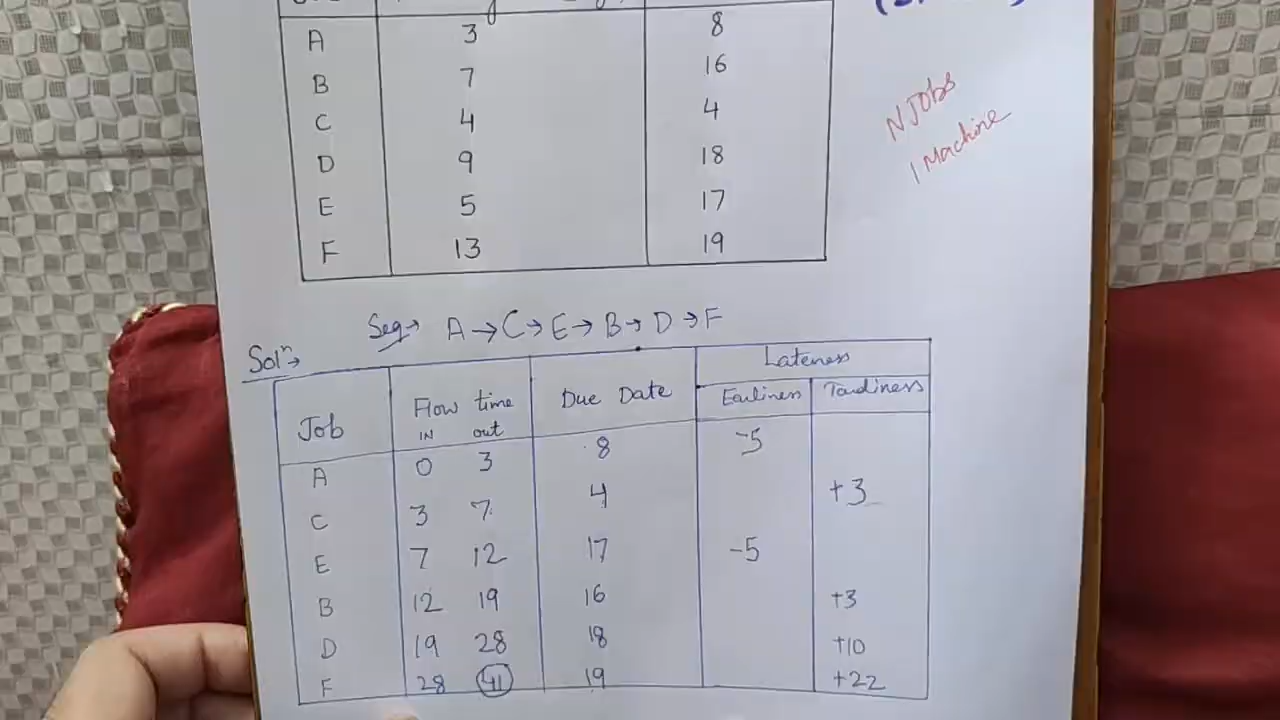 A 3 8
B 7 16
C 4 4
D 9 18
E 5 17
F 13 19
N Jobs
1 Machine
Seq→ A→C→E→B→D→F
Solⁿ→
Lateness
Job Flow time Due Date Earliness Tardiness
IN out
A 0 3 8 -5
C 3 7 4 +3
E 7 12 17 -5
B 12 19 16 +3
D 19 28 18 +10
F 28 41 19 +22